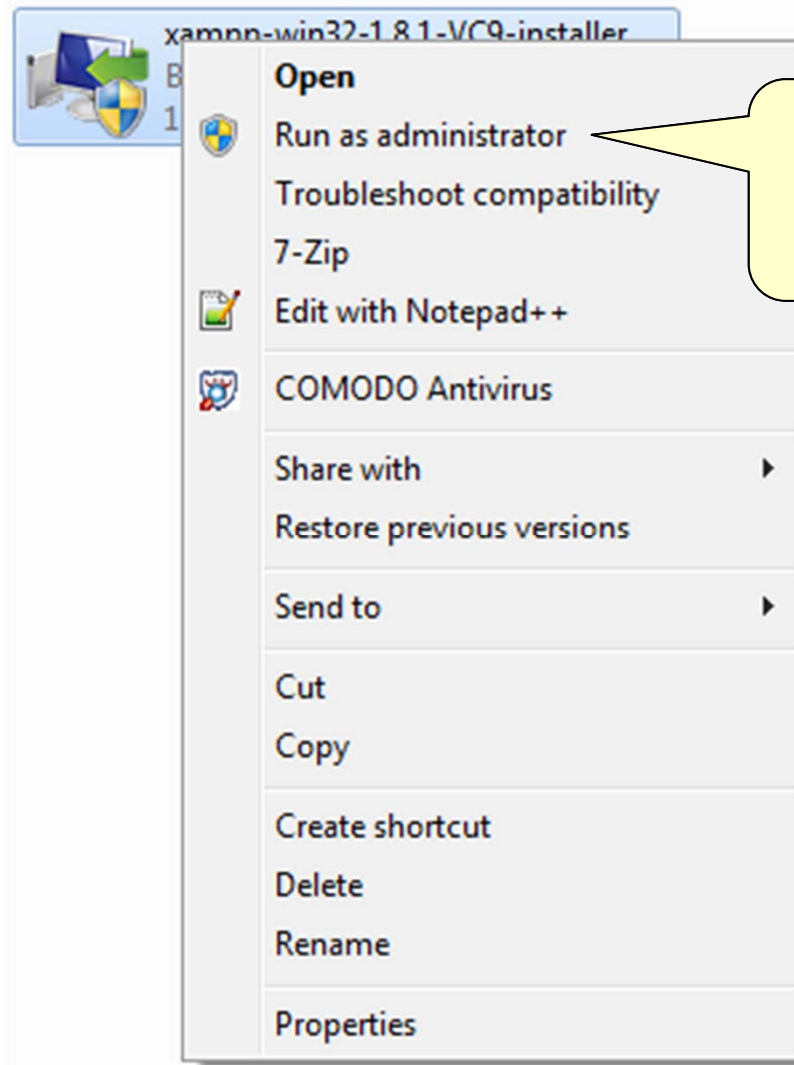 xampp-win32-1.8.1-VC9-installer
B
1
Open
Run as administrator
Troubleshoot compatibility
7-Zip
Edit with Notepad++
COMODO Antivirus
Share with
Restore previous versions
Send to
Cut
Copy
Create shortcut
Delete
Rename
Properties